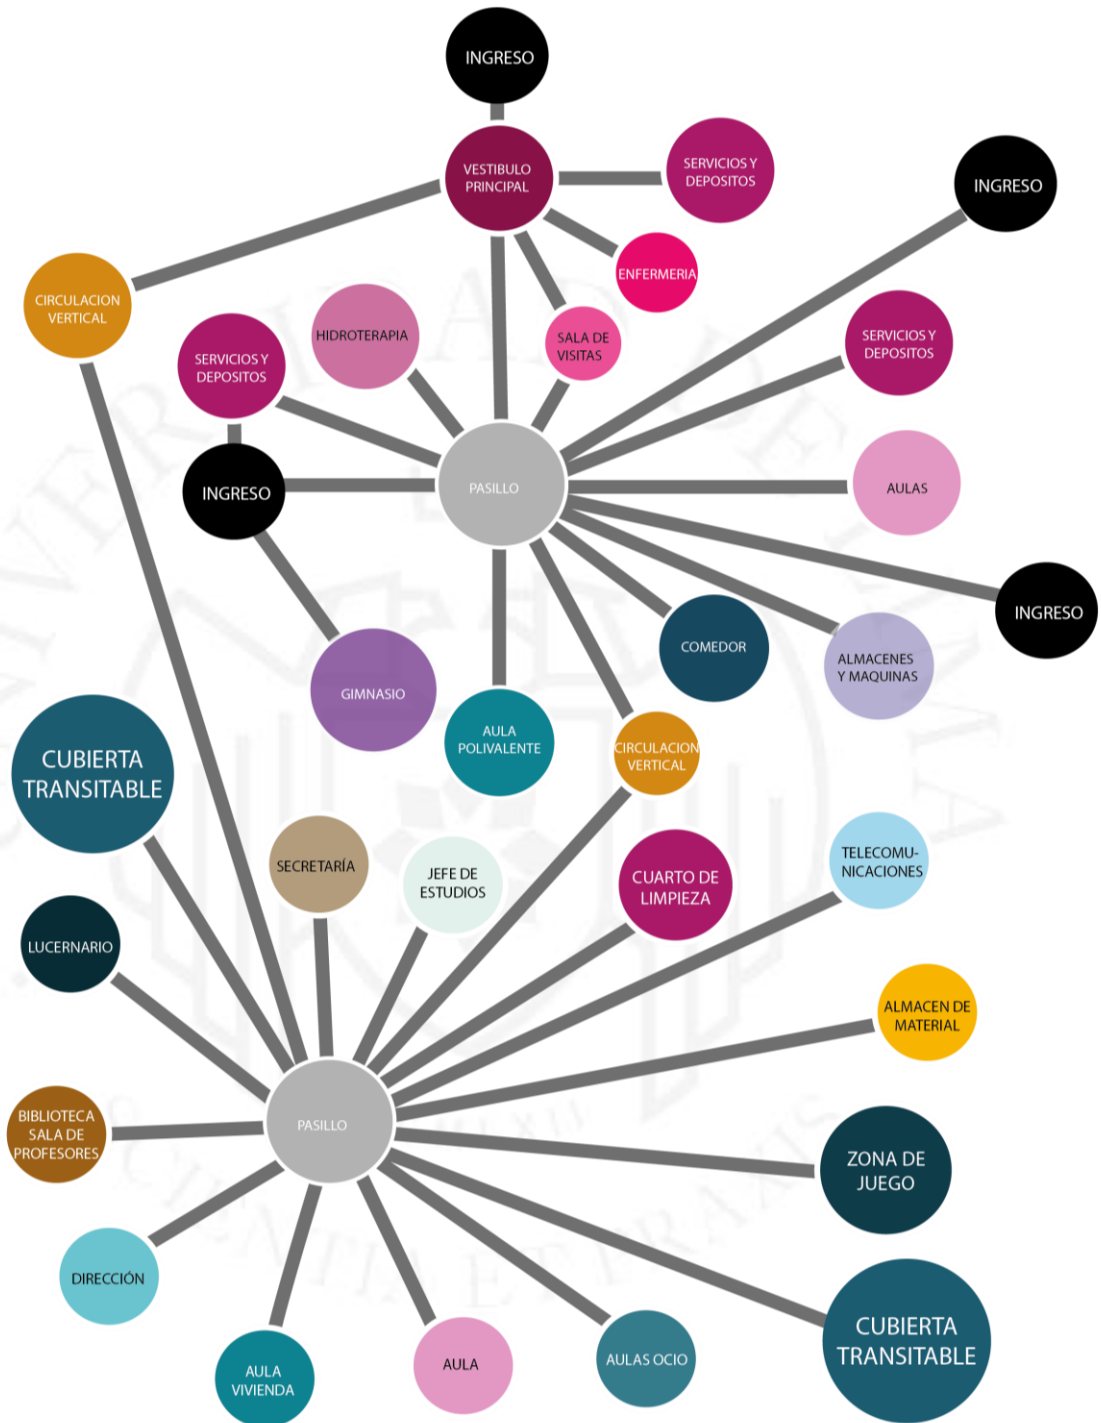 INGRESO
VESTIBULO
PRINCIPAL
SERVICIOS Y
DEPOSITOS
INGRESO
ENFERMERIA
CIRCULACION
VERTICAL
HIDROTERAPIA
SALA DE
VISITAS
SERVICIOS Y
DEPOSITOS
SERVICIOS Y
DEPOSITOS
INGRESO
PASILLO
AULAS
INGRESO
COMEDOR
ALMACENES
Y MAQUINAS
GIMNASIO
AULA
POLIVALENTE
CIRCULACION
VERTICAL
CUBIERTA
TRANSITABLE
SECRETARÍA
JEFE DE
ESTUDIOS
CUARTO DE
LIMPIEZA
TELECOMU-
NICACIONES
LUCERNARIO
ALMACEN DE
MATERIAL
BIBLIOTECA
SALA DE
PROFESORES
PASILLO
ZONA DE
JUEGO
DIRECCIÓN
AULA
VIVIENDA
AULA
AULAS OCIO
CUBIERTA
TRANSITABLE
SCIENTIA ET PRAXIS